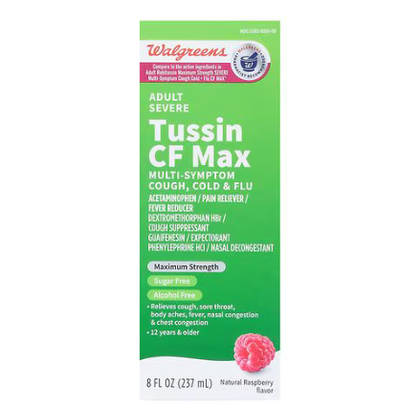 Walgreens
Compare to the active ingredients in
Adult Robitussin Maximum Strength SEVERE
Multi-Symptom Cough Cold + Flu CF MAX
ADULT
SEVERE
Tussin
CF Max
MULTI-SYMPTOM
COUGH, COLD & FLU
ACETAMINOPHEN / PAIN RELIEVER /
FEVER REDUCER
DEXTROMETHORPHAN HBr /
COUGH SUPPRESSANT
GUAIFENESIN / EXPECTORANT
PHENYLEPHRINE HCl / NASAL DECONGESTANT
Maximum Strength
Sugar Free
Alcohol Free
• Relieves cough, sore throat,
body aches, fever, nasal congestion
& chest congestion
• 12 years & older
8 FL OZ (237 mL)
Natural Raspberry
flavor